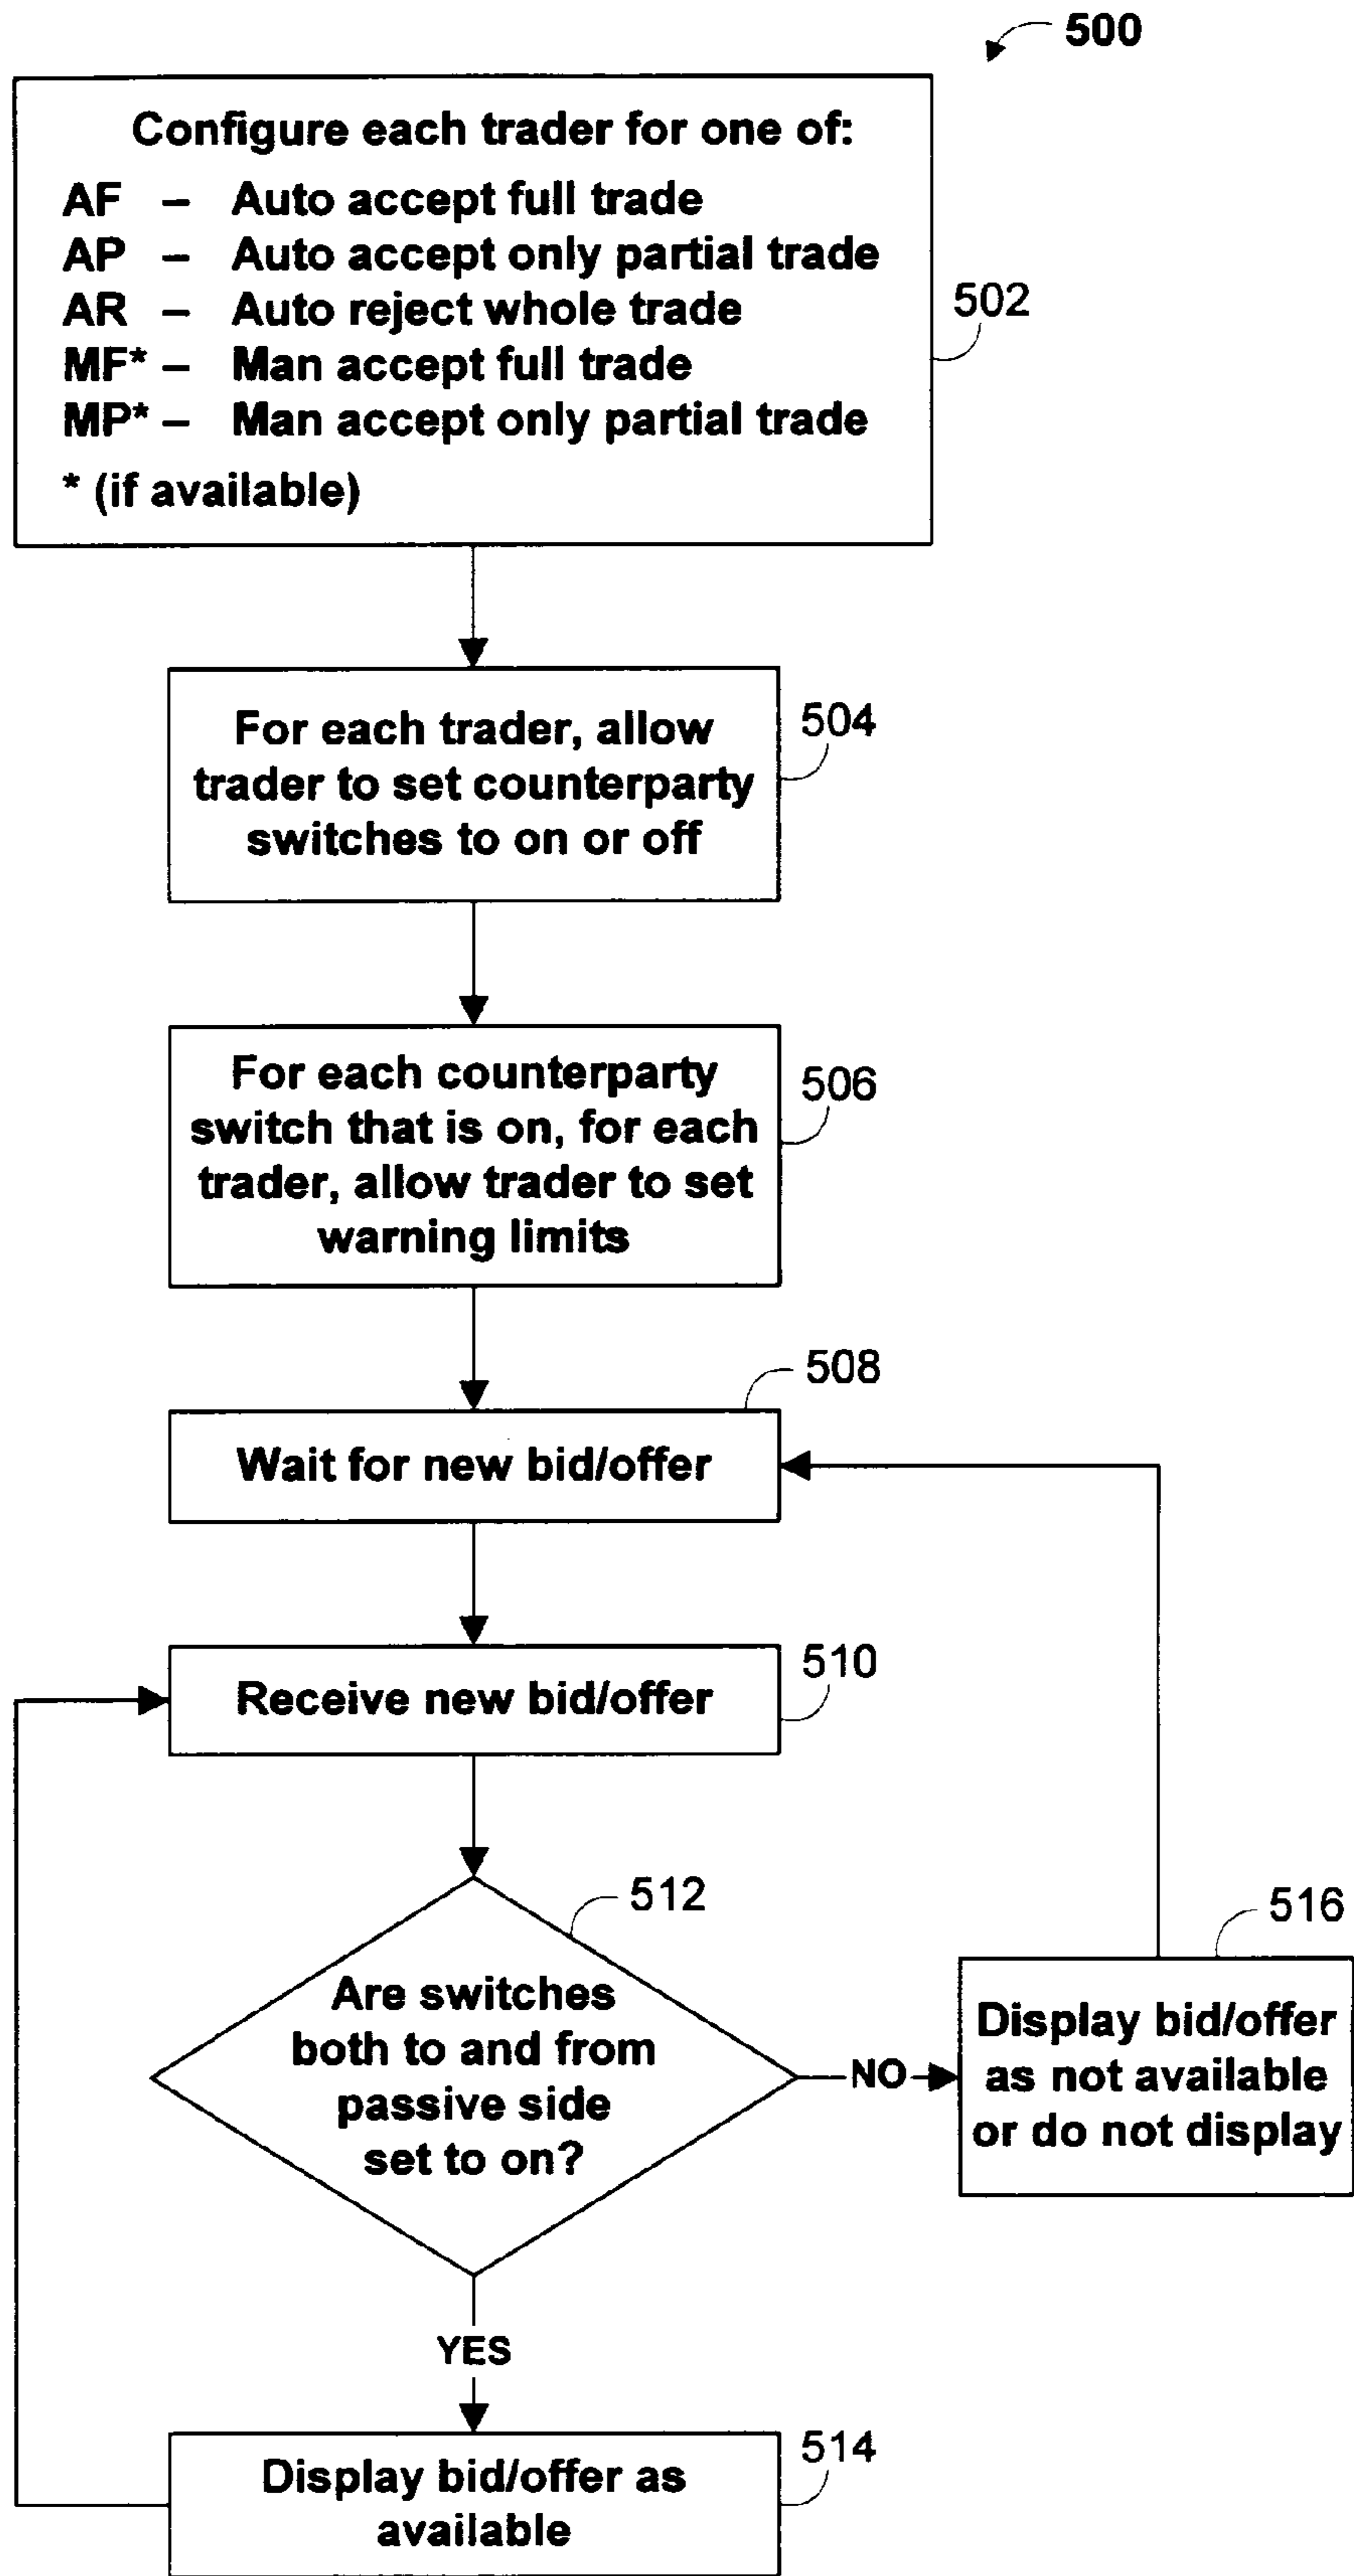 500
Configure each trader for one of:
AF – Auto accept full trade
AP – Auto accept only partial trade
AR – Auto reject whole trade
MF* – Man accept full trade
MP* – Man accept only partial trade
* (if available)
502
For each trader, allow
trader to set counterparty
switches to on or off
504
For each counterparty
switch that is on, for each
trader, allow trader to set
warning limits
506
508
Wait for new bid/offer
510
Receive new bid/offer
512
Are switches
both to and from
passive side
set to on?
NO
516
Display bid/offer
as not available
or do not display
YES
514
Display bid/offer as
available